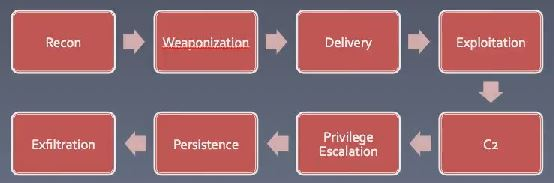 Recon
Weaponization
Delivery
Exploitation
C2
Privilege
Escalation
Persistence
Exfiltration